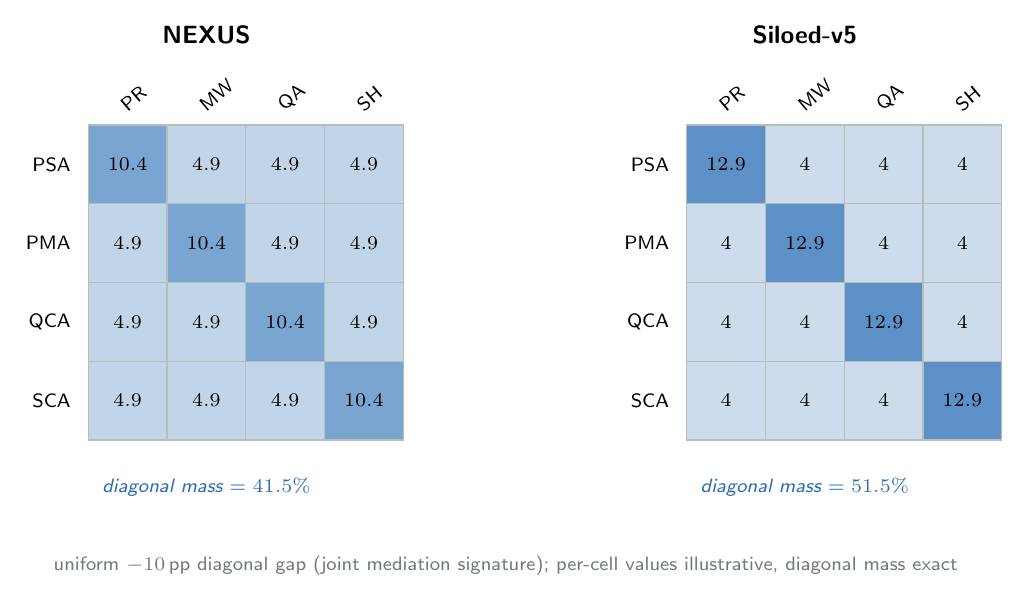 NEXUS
PR MW QA SH
PSA 10.4 4.9 4.9 4.9
PMA 4.9 10.4 4.9 4.9
QCA 4.9 4.9 10.4 4.9
SCA 4.9 4.9 4.9 10.4
diagonal mass = 41.5%
Siloed-v5
PR MW QA SH
PSA 12.9 4 4 4
PMA 4 12.9 4 4
QCA 4 4 12.9 4
SCA 4 4 4 12.9
diagonal mass = 51.5%
uniform −10 pp diagonal gap (joint mediation signature); per-cell values illustrative, diagonal mass exact